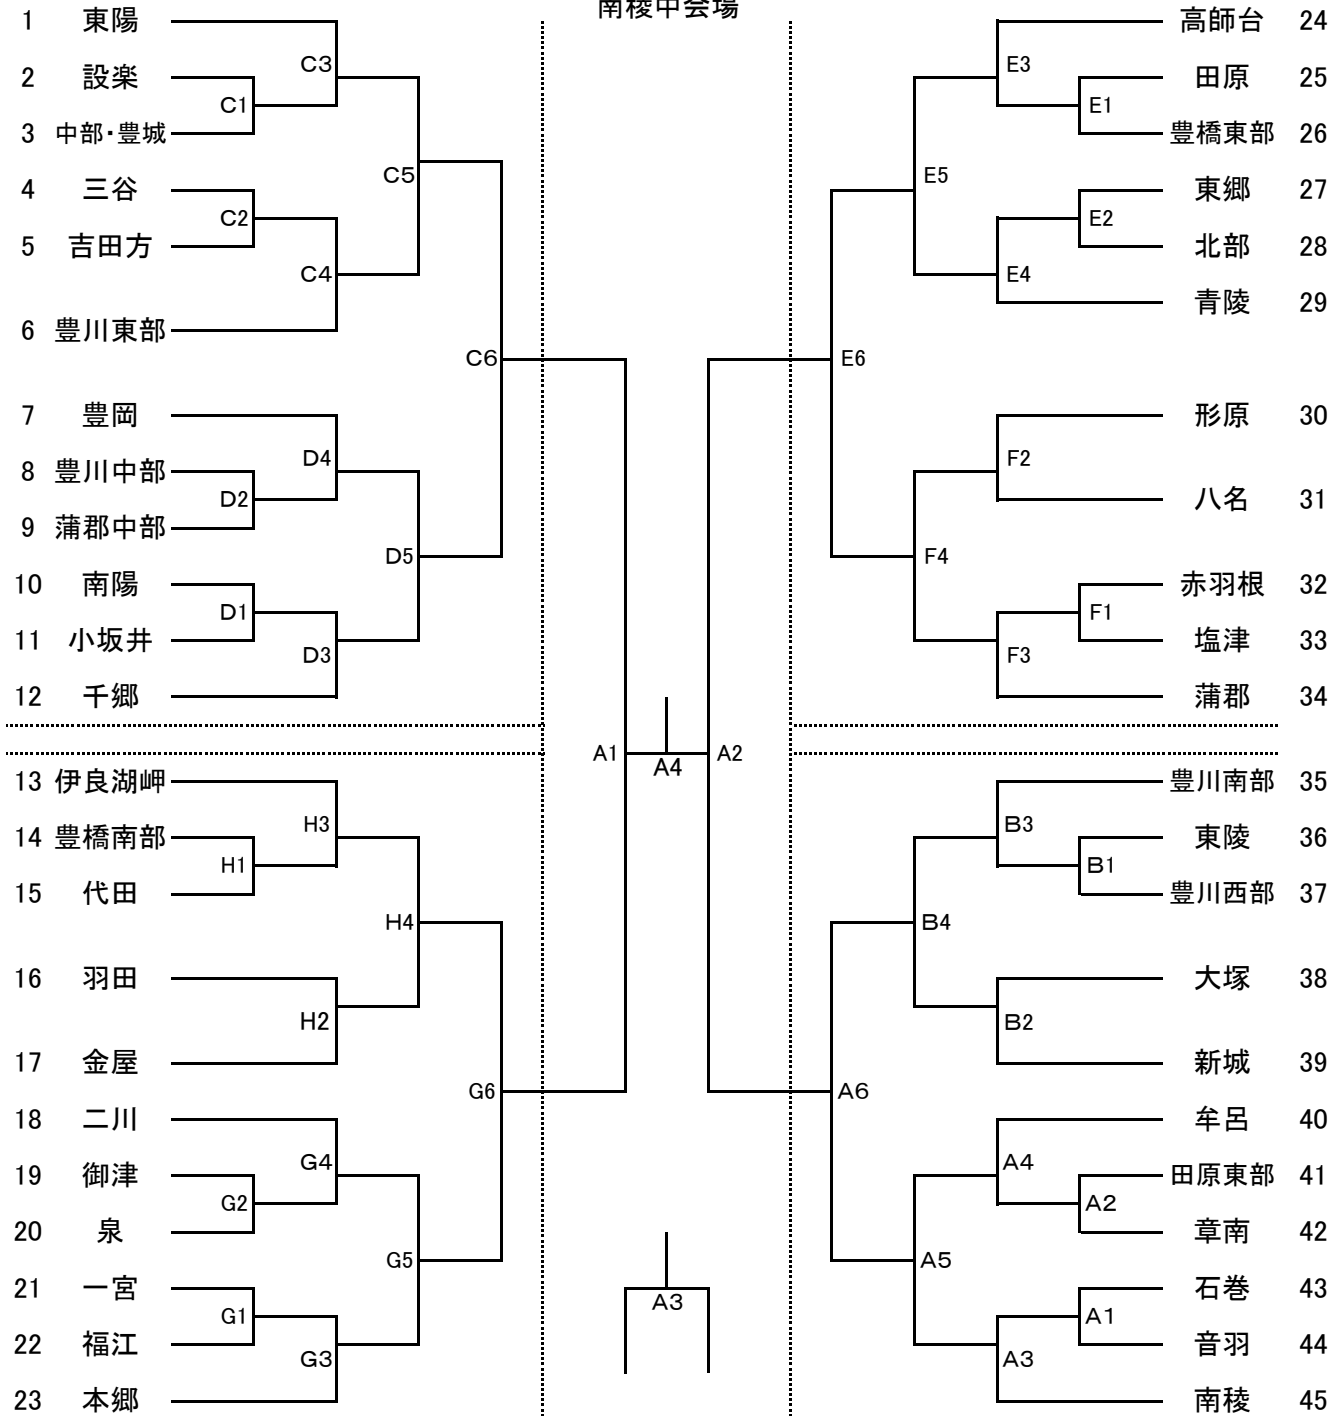 南稜中会場
1 東陽
C3
2 設楽
C1
3 中部・豊城
C5
4 三谷
C2
5 吉田方
C4
6 豊川東部
C6
7 豊岡
D4
8 豊川中部
D2
9 蒲郡中部
D5
10 南陽
D1
11 小坂井
D3
12 千郷
A1
A4
A2
13 伊良湖岬
H3
14 豊橋南部
H1
15 代田
H4
16 羽田
H2
17 金屋
G6
18 二川
G4
19 御津
G2
20 泉
G5
21 一宮
G1
22 福江
G3
23 本郷
A3
高師台 24
E3
田原 25
E1
豊橋東部 26
E5
東郷 27
E2
北部 28
E4
青陵 29
E6
形原 30
F2
八名 31
F4
赤羽根 32
F1
塩津 33
F3
蒲郡 34
豊川南部 35
B3
東陵 36
B1
豊川西部 37
B4
大塚 38
B2
新城 39
A6
牟呂 40
A4
田原東部 41
A2
章南 42
A5
石巻 43
A1
音羽 44
A3
南稜 45